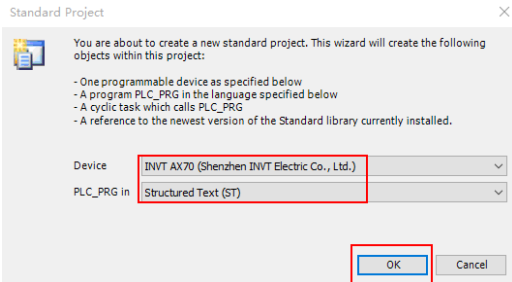 Standard Project
You are about to create a new standard project. This wizard will create the following
objects within this project:
- One programmable device as specified below
- A program PLC_PRG in the language specified below
- A cyclic task which calls PLC_PRG
- A reference to the newest version of the Standard library currently installed.
Device INVT AX70 (Shenzhen INVT Electric Co., Ltd.)
PLC_PRG in Structured Text (ST)
OK Cancel